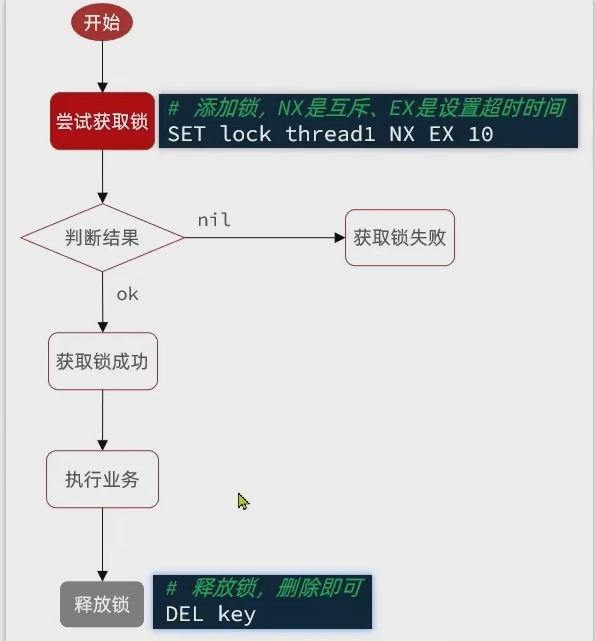 开始
尝试获取锁
# 添加锁，NX是互斥、EX是设置超时时间
SET lock thread1 NX EX 10
判断结果
nil
获取锁失败
ok
获取锁成功
执行业务
释放锁
# 释放锁，删除即可
DEL key